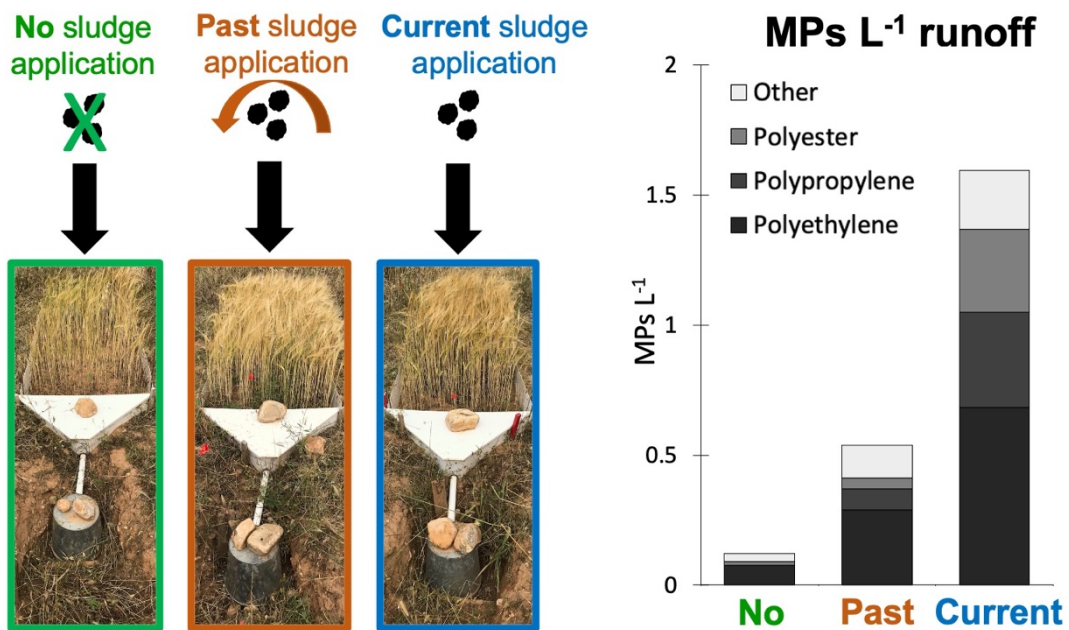 No sludge
application
Past sludge
application
Current sludge
application
MPs L⁻¹ runoff
2
1.5
1
0.5
0
MPs L⁻¹
Other
Polyester
Polypropylene
Polyethylene
No
Past
Current